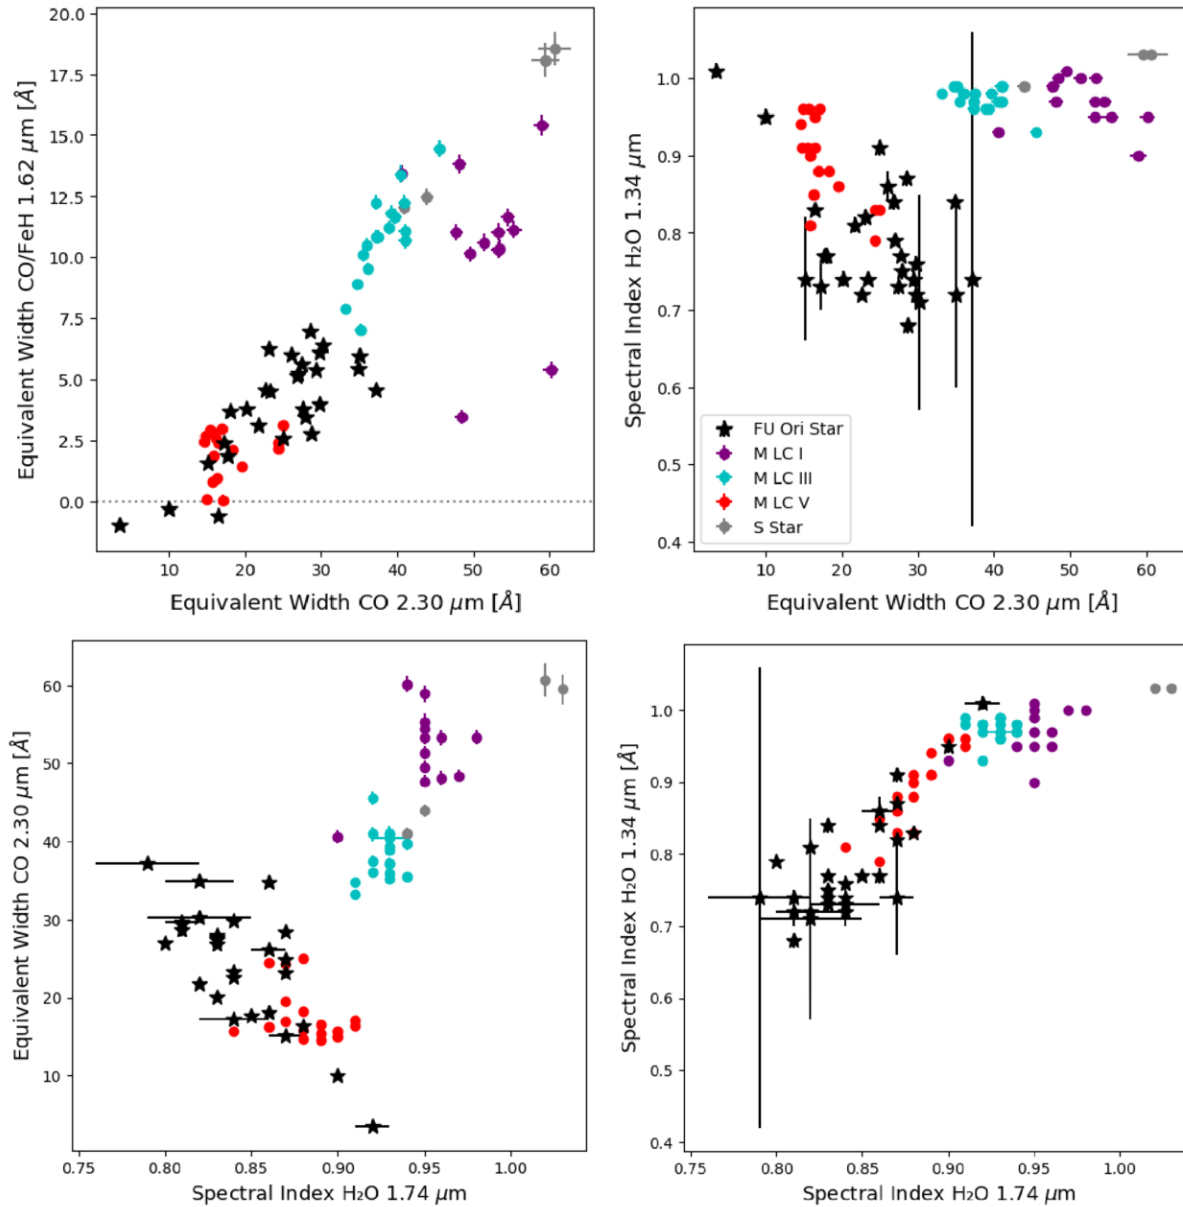 20.0
17.5
15.0
12.5
10.0
7.5
5.0
2.5
0.0
Equivalent Width CO/FeH 1.62 μm [Å]
10 20 30 40 50 60
Equivalent Width CO 2.30 μm [Å]
1.0
0.9
0.8
0.7
0.6
0.5
0.4
Spectral Index H₂O 1.34 μm
FU Ori Star
M LC I
M LC III
M LC V
S Star
10 20 30 40 50 60
Equivalent Width CO 2.30 μm [Å]
60
50
40
30
20
10
Equivalent Width CO 2.30 μm [Å]
0.75 0.80 0.85 0.90 0.95 1.00
Spectral Index H₂O 1.74 μm
1.0
0.9
0.8
0.7
0.6
0.5
0.4
Spectral Index H₂O 1.34 μm [Å]
0.75 0.80 0.85 0.90 0.95 1.00
Spectral Index H₂O 1.74 μm